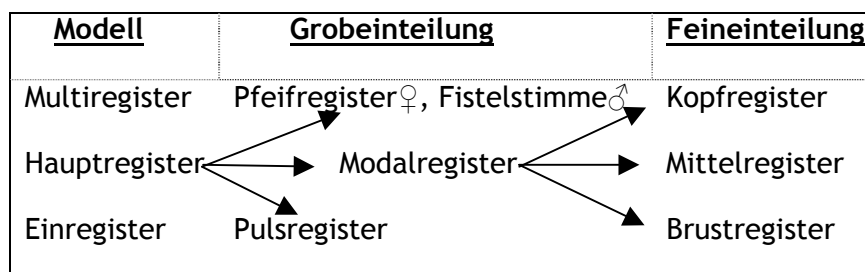 Modell Grobeinteilung Feineinteilung
Multiregister Pfeifregister♀, Fistelstimme♂ Kopfregister
Hauptregister Modalregister Mittelregister
Einregister Pulsregister Brustregister